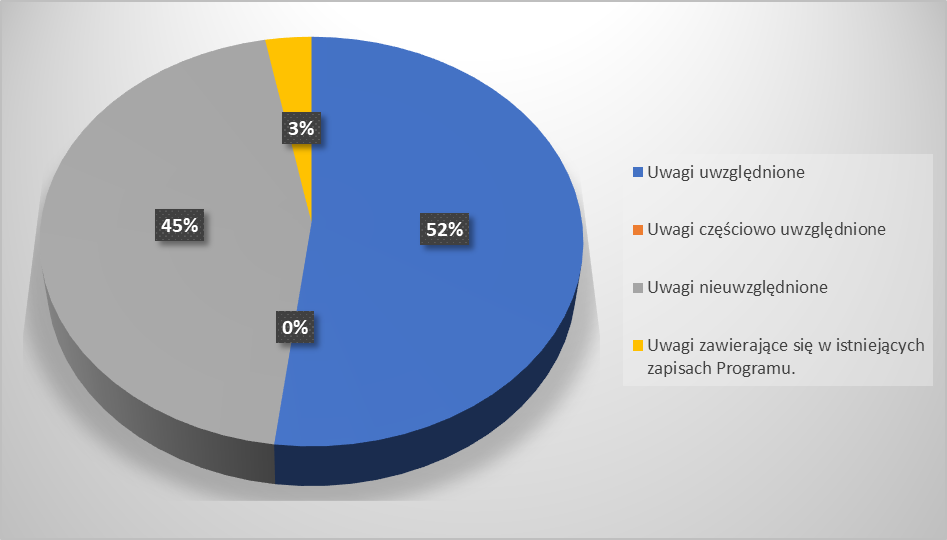 3%
45%
52%
0%
Uwagi uwzględnione
Uwagi częściowo uwzględnione
Uwagi nieuwzględnione
Uwagi zawierające się w istniejących
zapisach Programu.